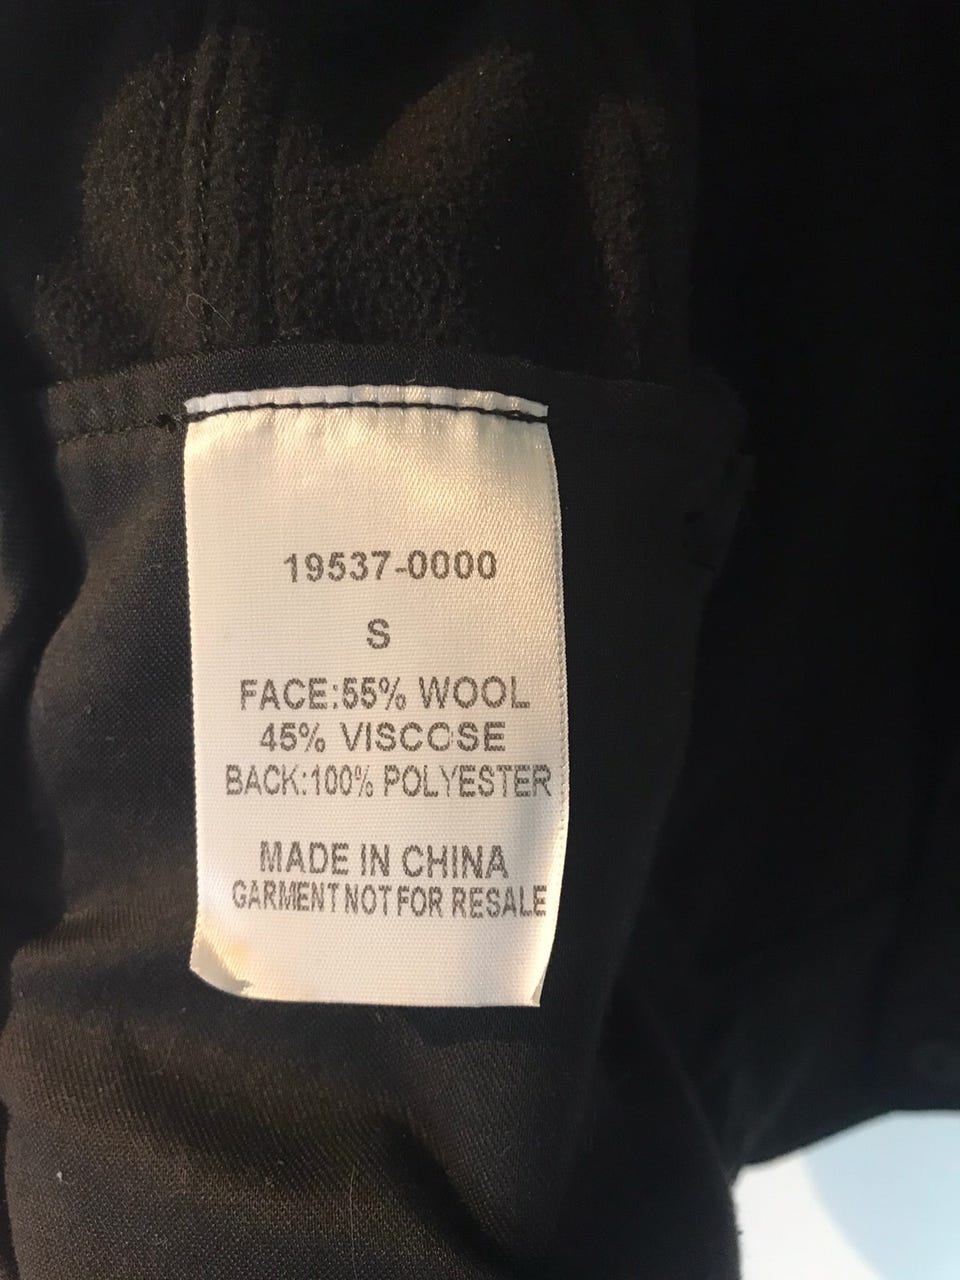 19537-0000
S
FACE:55% WOOL
45% VISCOSE
BACK:100% POLYESTER
MADE IN CHINA
GARMENT NOT FOR RESALE